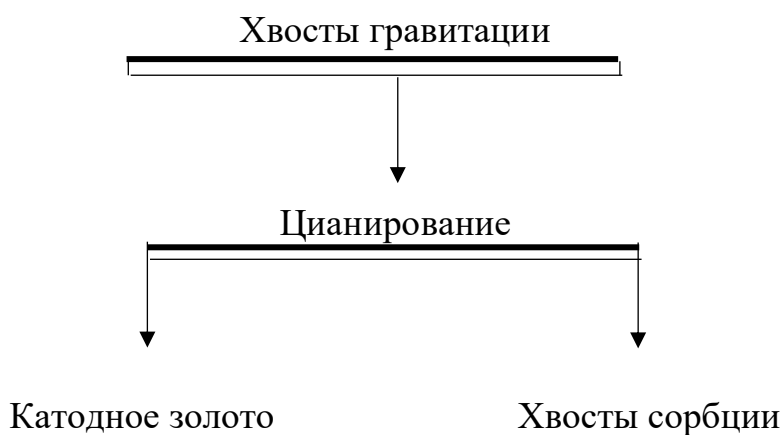 Хвосты гравитации
Цианирование
Катодное золото
Хвосты сорбции